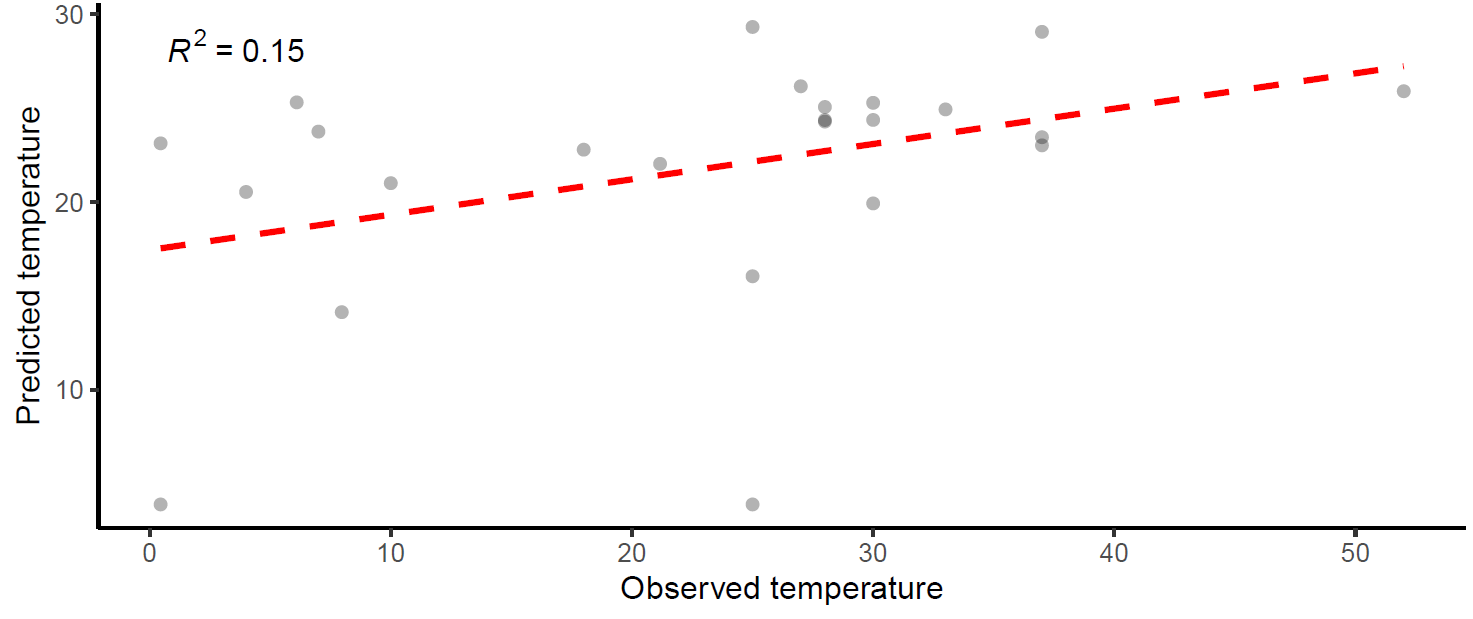 30
R² = 0.15
20
10
Predicted temperature
0 10 20 30 40 50
Observed temperature